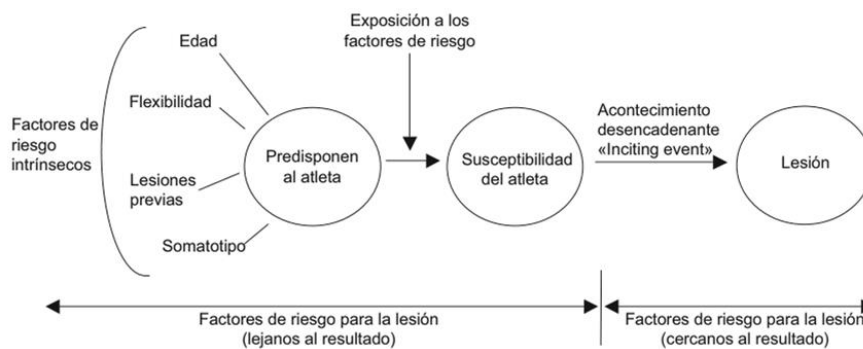 Factores de
riesgo
intrínsecos
Edad
Flexibilidad
Lesiones
previas
Somatotipo
Predisponen
al atleta
Exposición a los
factores de riesgo
Susceptibilidad
del atleta
Acontecimiento
desencadenante
«Inciting event»
Lesión
Factores de riesgo para la lesión
(lejanos al resultado)
Factores de riesgo para la lesión
(cercanos al resultado)